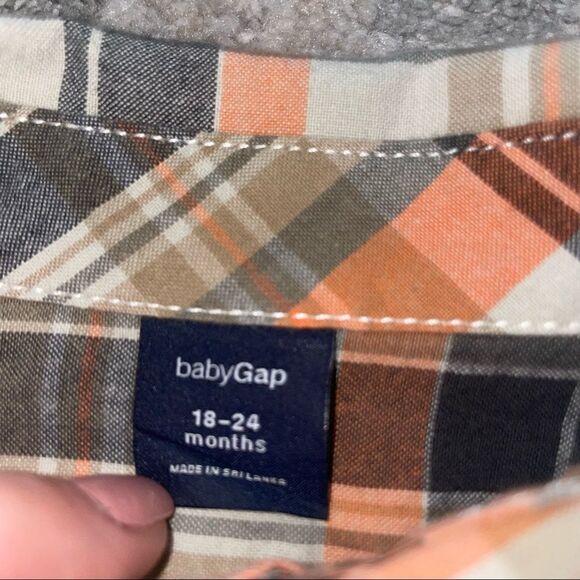 babyGap
18-24
months
MADE IN SRI LANKA